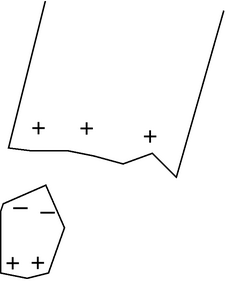 + + +
− −
+ +